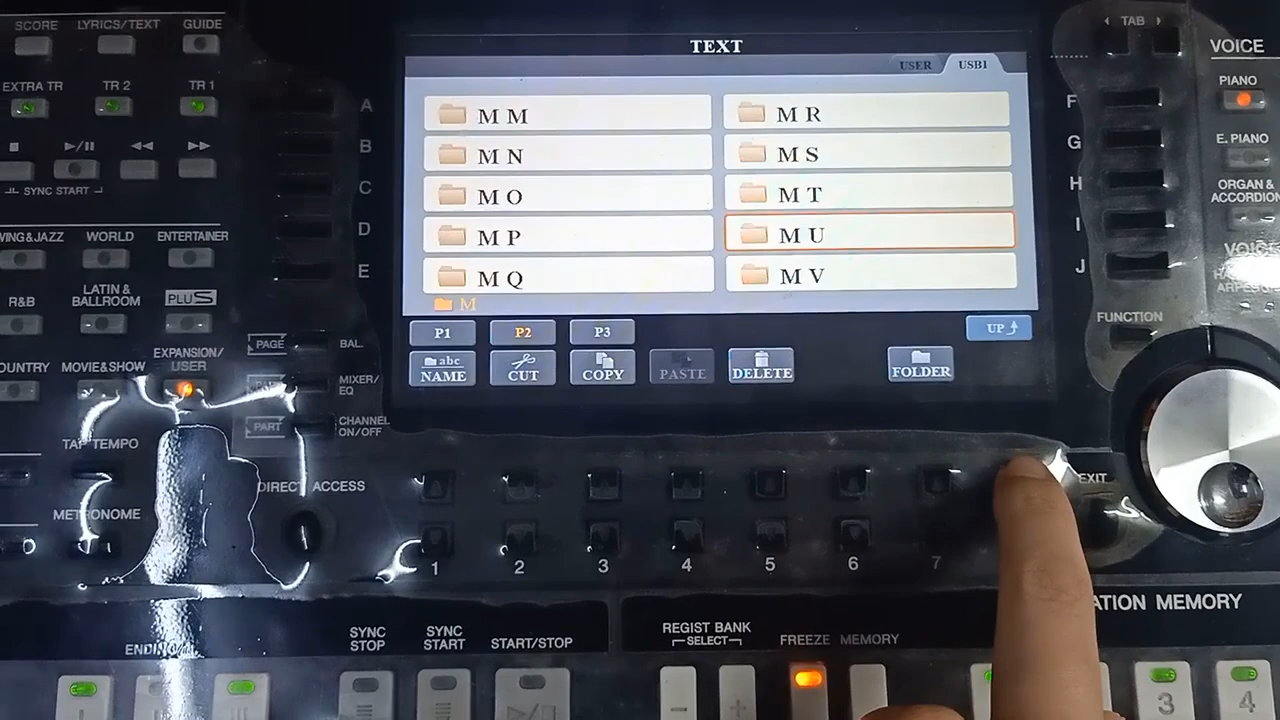 SCORE
LYRICS/TEXT
GUIDE
TEXT
TAB
VOICE
USER
USB1
EXTRA TR
TR 2
TR 1
A
M M
M R
F
PIANO
B
M N
M S
G
E. PIANO
SYNC START
C
M O
M T
H
ORGAN &
ACCORDION
WORLD
ENTERTAINER
D
M P
M U
I
E
M Q
M V
J
R&B
LATIN &
BALLROOM
PLUS
M
FUNCTION
P1
P2
P3
UP
PAGE
BAL.
EXPANSION/
USER
MOVIE&SHOW
abc
NAME
CUT
COPY
PASTE
DELETE
FOLDER
MIXER/
EQ
PART
CHANNEL
ON/OFF
TAP TEMPO
DIRECT ACCESS
EXIT
METRONOME
1
2
3
4
5
6
7
ATION MEMORY
SYNC
STOP
SYNC
START
START/STOP
REGIST BANK
SELECT
FREEZE
MEMORY
3
4